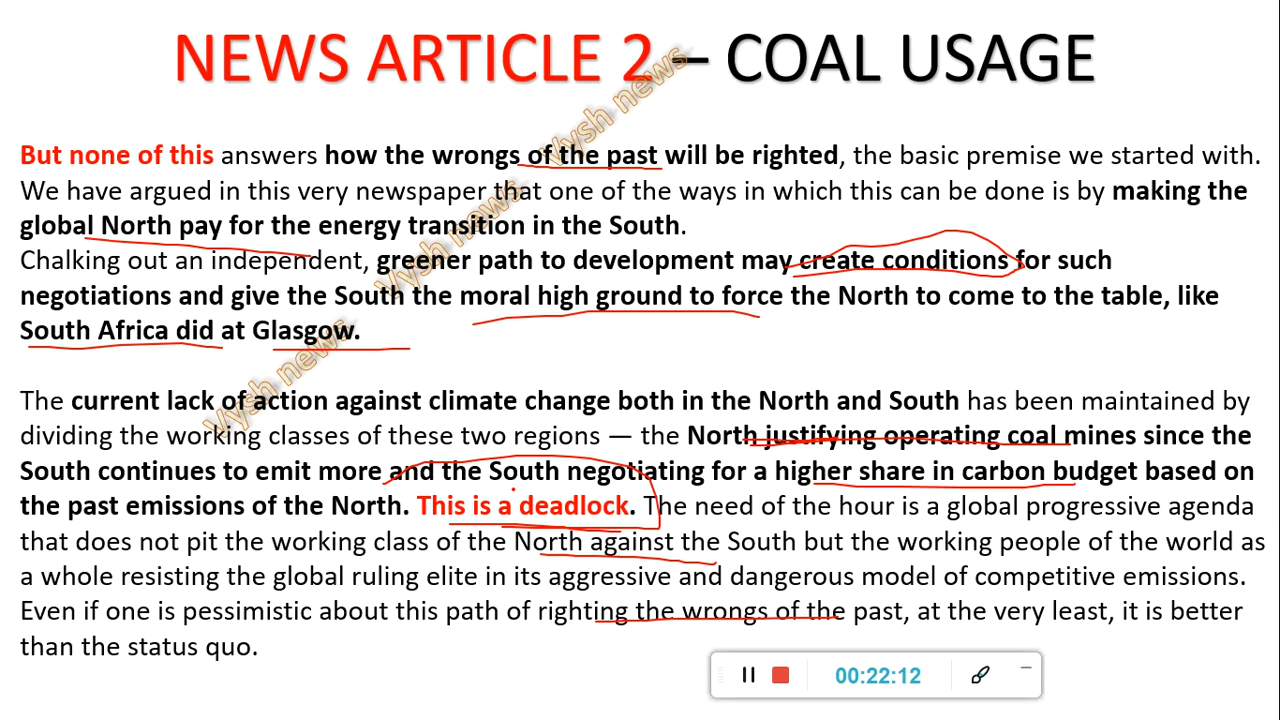 NEWS ARTICLE 2 – COAL USAGE
But none of this answers how the wrongs of the past will be righted, the basic premise we started with.
We have argued in this very newspaper that one of the ways in which this can be done is by making the
global North pay for the energy transition in the South.
Chalking out an independent, greener path to development may create conditions for such
negotiations and give the South the moral high ground to force the North to come to the table, like
South Africa did at Glasgow.
The current lack of action against climate change both in the North and South has been maintained by
dividing the working classes of these two regions — the North justifying operating coal mines since the
South continues to emit more and the South negotiating for a higher share in carbon budget based on
the past emissions of the North. This is a deadlock. The need of the hour is a global progressive agenda
that does not pit the working class of the North against the South but the working people of the world as
a whole resisting the global ruling elite in its aggressive and dangerous model of competitive emissions.
Even if one is pessimistic about this path of righting the wrongs of the past, at the very least, it is better
than the status quo.
Vysh news
Vysh news
Vysh news
00:22:12